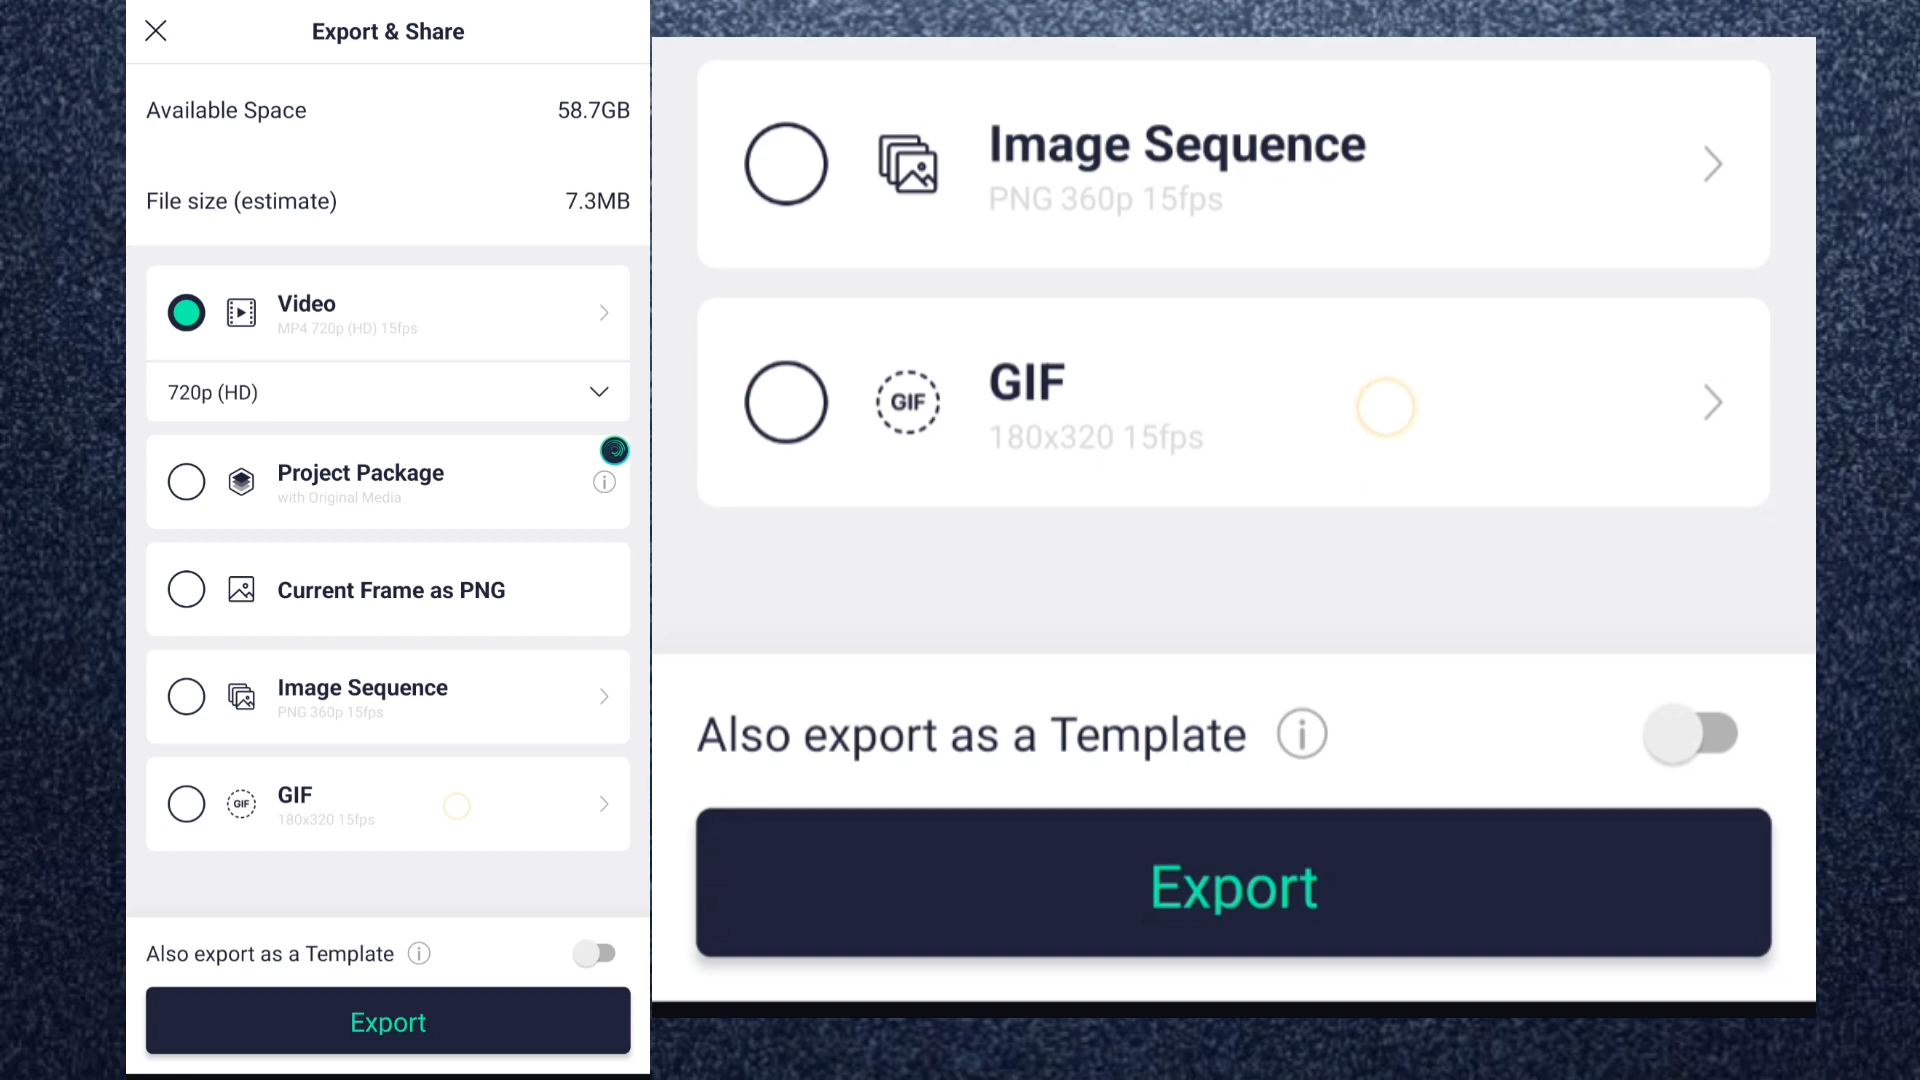 Export & Share
Available Space 58.7GB
File size (estimate) 7.3MB
Video
MP4 720p (HD) 15fps
720p (HD)
Project Package
with Original Media
Current Frame as PNG
Image Sequence
PNG 360p 15fps
GIF
GIF
180x320 15fps
Also export as a Template
Export
Image Sequence
PNG 360p 15fps
GIF
GIF
180x320 15fps
Also export as a Template
Export